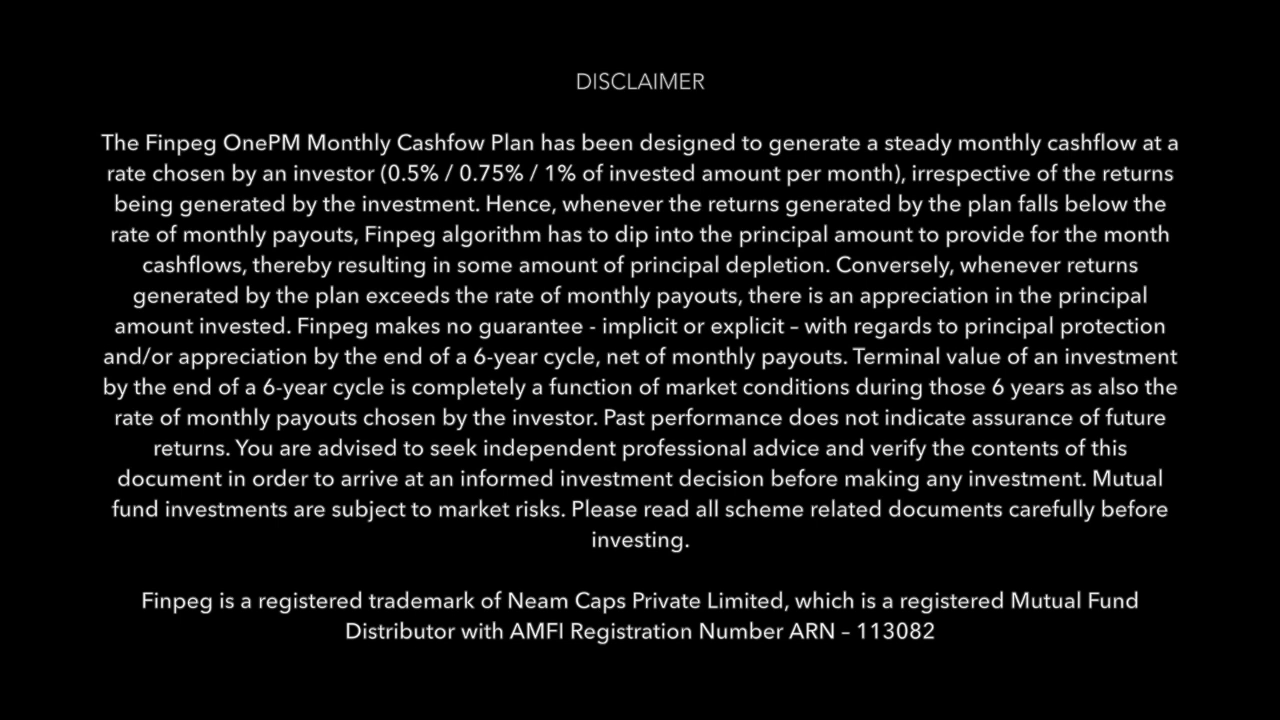 DISCLAIMER
The Finpeg OnePM Monthly Cashfow Plan has been designed to generate a steady monthly cashflow at a
rate chosen by an investor (0.5% / 0.75% / 1% of invested amount per month), irrespective of the returns
being generated by the investment. Hence, whenever the returns generated by the plan falls below the
rate of monthly payouts, Finpeg algorithm has to dip into the principal amount to provide for the month
cashflows, thereby resulting in some amount of principal depletion. Conversely, whenever returns
generated by the plan exceeds the rate of monthly payouts, there is an appreciation in the principal
amount invested. Finpeg makes no guarantee - implicit or explicit – with regards to principal protection
and/or appreciation by the end of a 6-year cycle, net of monthly payouts. Terminal value of an investment
by the end of a 6-year cycle is completely a function of market conditions during those 6 years as also the
rate of monthly payouts chosen by the investor. Past performance does not indicate assurance of future
returns. You are advised to seek independent professional advice and verify the contents of this
document in order to arrive at an informed investment decision before making any investment. Mutual
fund investments are subject to market risks. Please read all scheme related documents carefully before
investing.
Finpeg is a registered trademark of Neam Caps Private Limited, which is a registered Mutual Fund
Distributor with AMFI Registration Number ARN – 113082